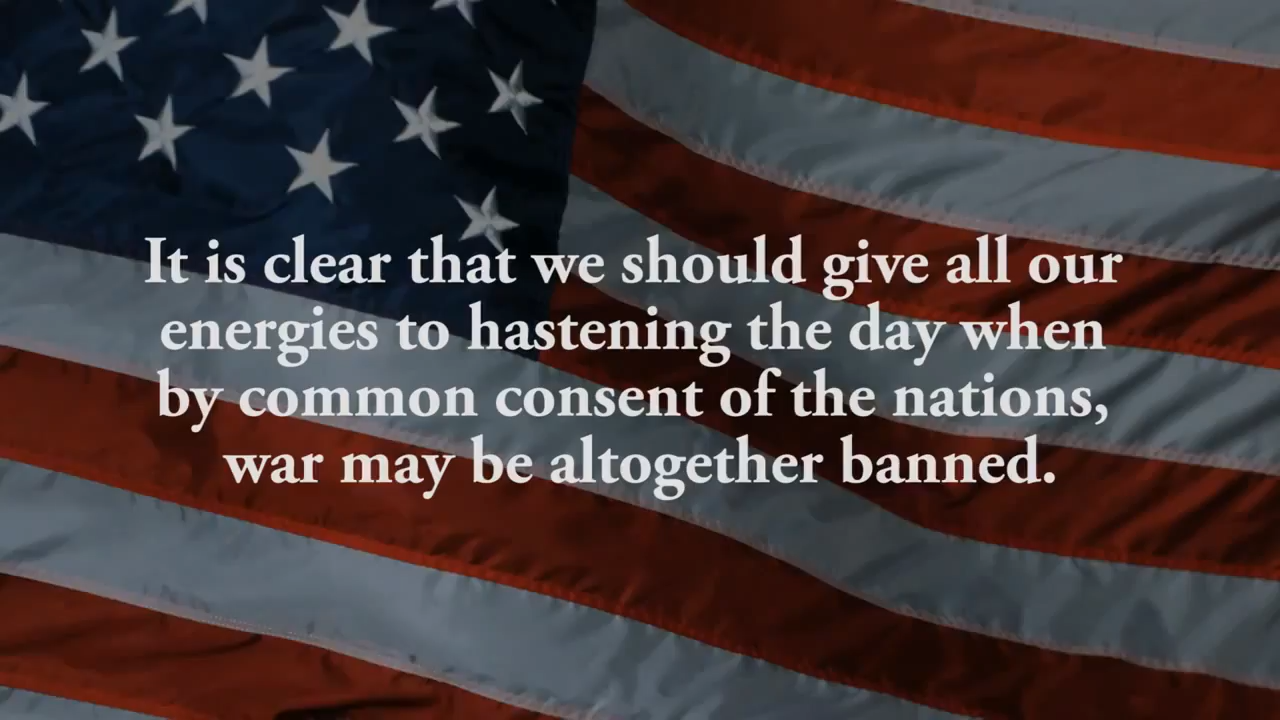 It is clear that we should give all our
energies to hastening the day when
by common consent of the nations,
war may be altogether banned.